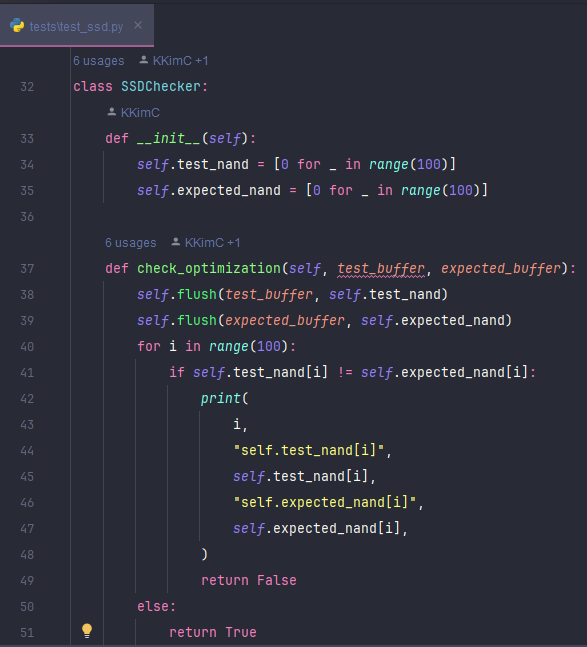 tests\test_ssd.py ×
6 usages KKimC +1
32 class SSDChecker:
KKimC
33 def __init__(self):
34 self.test_nand = [0 for _ in range(100)]
35 self.expected_nand = [0 for _ in range(100)]
36
6 usages KKimC +1
37 def check_optimization(self, test_buffer, expected_buffer):
38 self.flush(test_buffer, self.test_nand)
39 self.flush(expected_buffer, self.expected_nand)
40 for i in range(100):
41 if self.test_nand[i] != self.expected_nand[i]:
42 print(
43 i,
44 "self.test_nand[i]",
45 self.test_nand[i],
46 "self.expected_nand[i]",
47 self.expected_nand[i],
48 )
49 return False
50 else:
51 return True